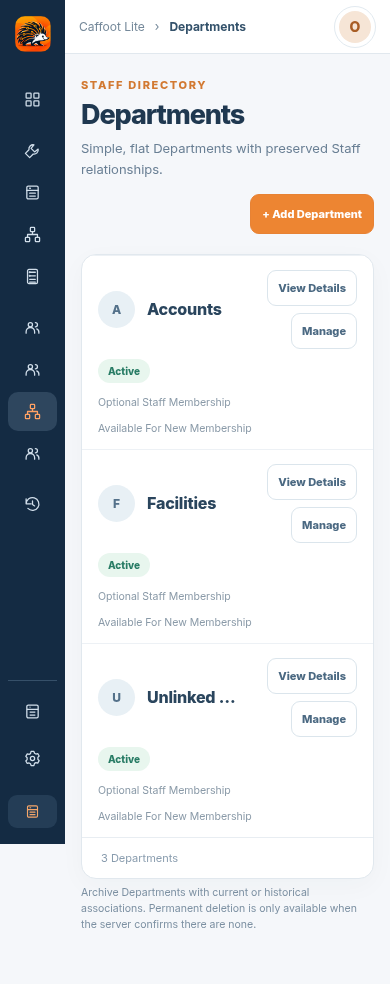 Caffoot Lite › Departments
O
STAFF DIRECTORY
Departments
Simple, flat Departments with preserved Staff
relationships.
+ Add Department
A
Accounts
View Details
Manage
Active
Optional Staff Membership
Available For New Membership
F
Facilities
View Details
Manage
Active
Optional Staff Membership
Available For New Membership
U
Unlinked ...
View Details
Manage
Active
Optional Staff Membership
Available For New Membership
3 Departments
Archive Departments with current or historical
associations. Permanent deletion is only available when
the server confirms there are none.